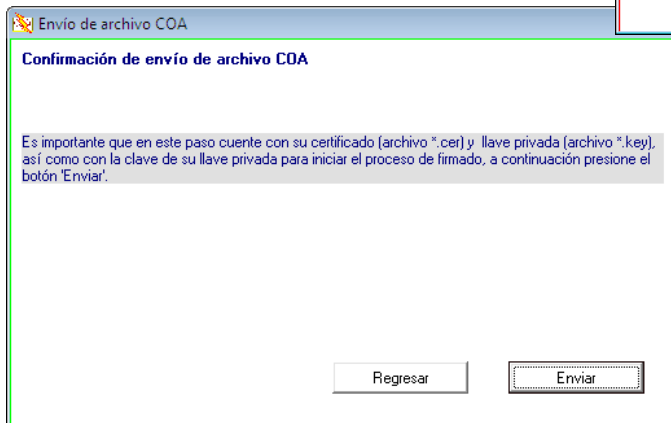 Envío de archivo COA
Confirmación de envío de archivo COA
Es importante que en este paso cuente con su certificado (archivo *.cer) y  llave privada (archivo *.key),
así como con la clave de su llave privada para iniciar el proceso de firmado, a continuación presione el
botón 'Enviar'.
Regresar
Enviar